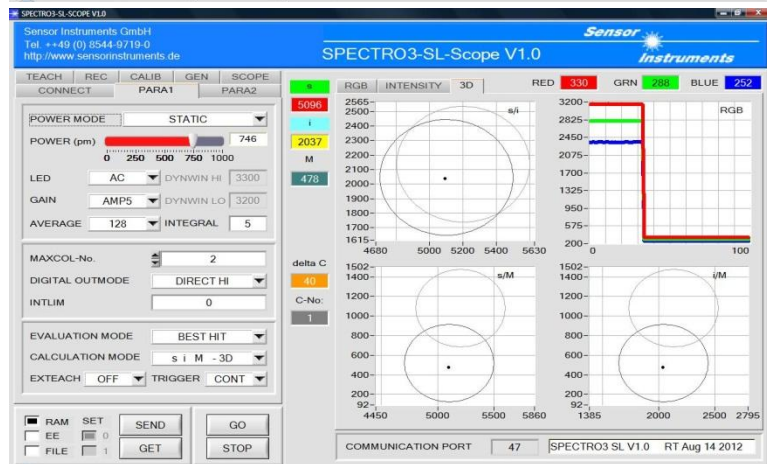 SPECTRO3-SL-SCOPE V1.0
Sensor Instruments GmbH
Tel. ++49 (0) 8544-9719-0
http://www.sensorinstruments.de
SPECTRO3-SL-Scope V1.0
Sensor
Instruments
TEACH REC CALIB GEN SCOPE
CONNECT PARA1 PARA2
POWER MODE STATIC
POWER (pm) 746
0 250 500 750 1000
LED AC DYNWIN HI 3300
GAIN AMP5 DYNWIN LO 3200
AVERAGE 128 INTEGRAL 5
MAXCOL-No. 2
DIGITAL OUTMODE DIRECT HI
INTLIM 0
EVALUATION MODE BEST HIT
CALCULATION MODE s i M - 3D
EXTEACH OFF TRIGGER CONT
RAM SET SEND GO
EE 0
FILE 1 GET STOP
s
5096
i
2037
M
478
delta C
40
C-No:
1
RGB INTENSITY 3D RED 330 GRN 288 BLUE 252
s/i
2565
2500
2400
2300
2200
2100
2000
1900
1800
1700
1615
4680 5000 5200 5400 5630
RGB
3200
2825
2450
2075
1700
1325
950
575
200
0 100
s/M
1502
1400
1200
1000
800
600
400
200
92
4450 5000 5500 5860
i/M
1502
1400
1200
1000
800
600
400
200
92
1385 2000 2500 2795
COMMUNICATION PORT 47 SPECTRO3 SL V1.0 RT Aug 14 2012